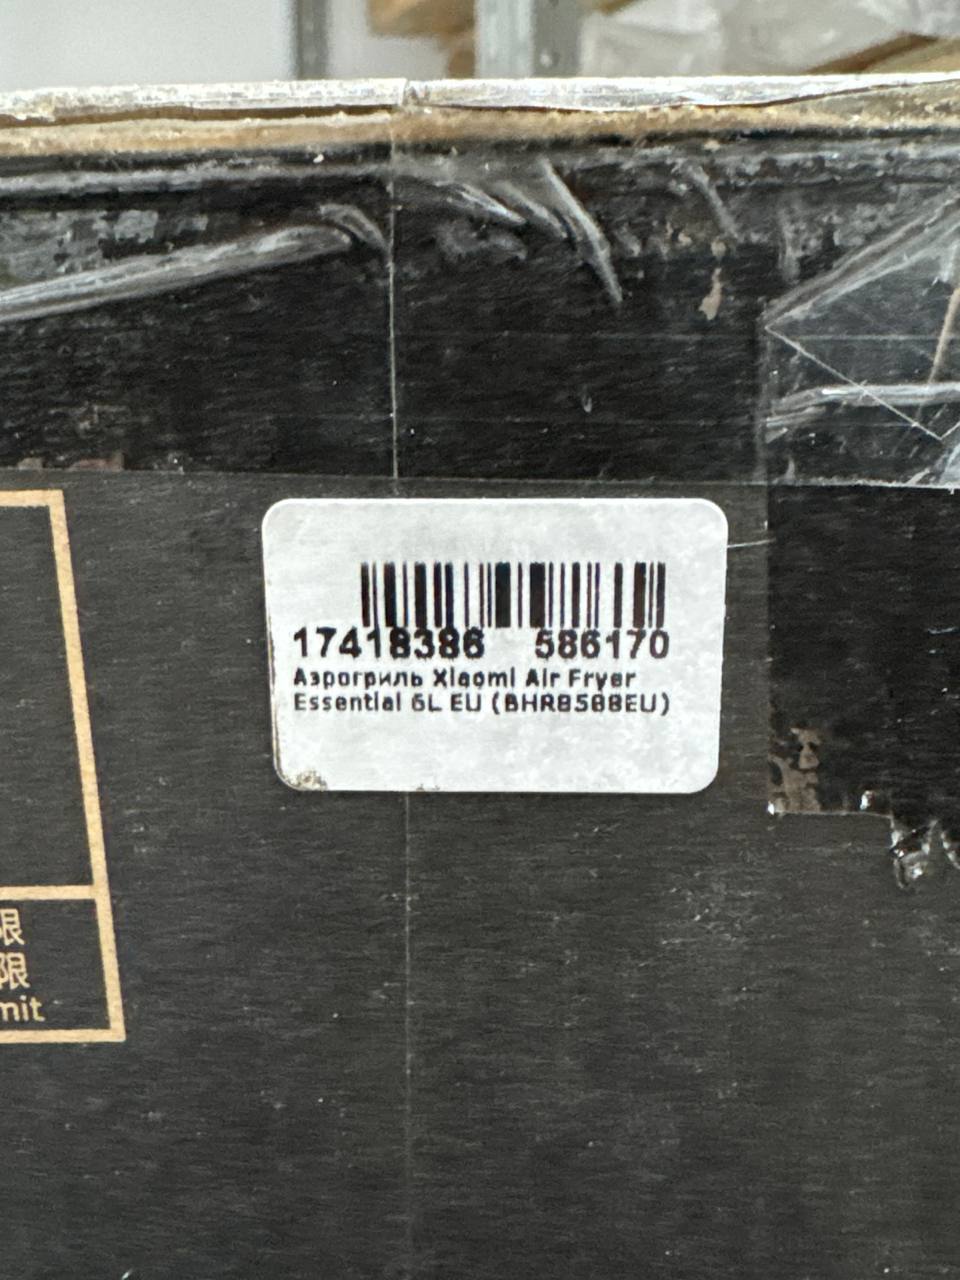 17418386 586170
Аэрогриль Xiaomi Air Fryer
Essential 6L EU (BHR8588EU)
限
限
mit